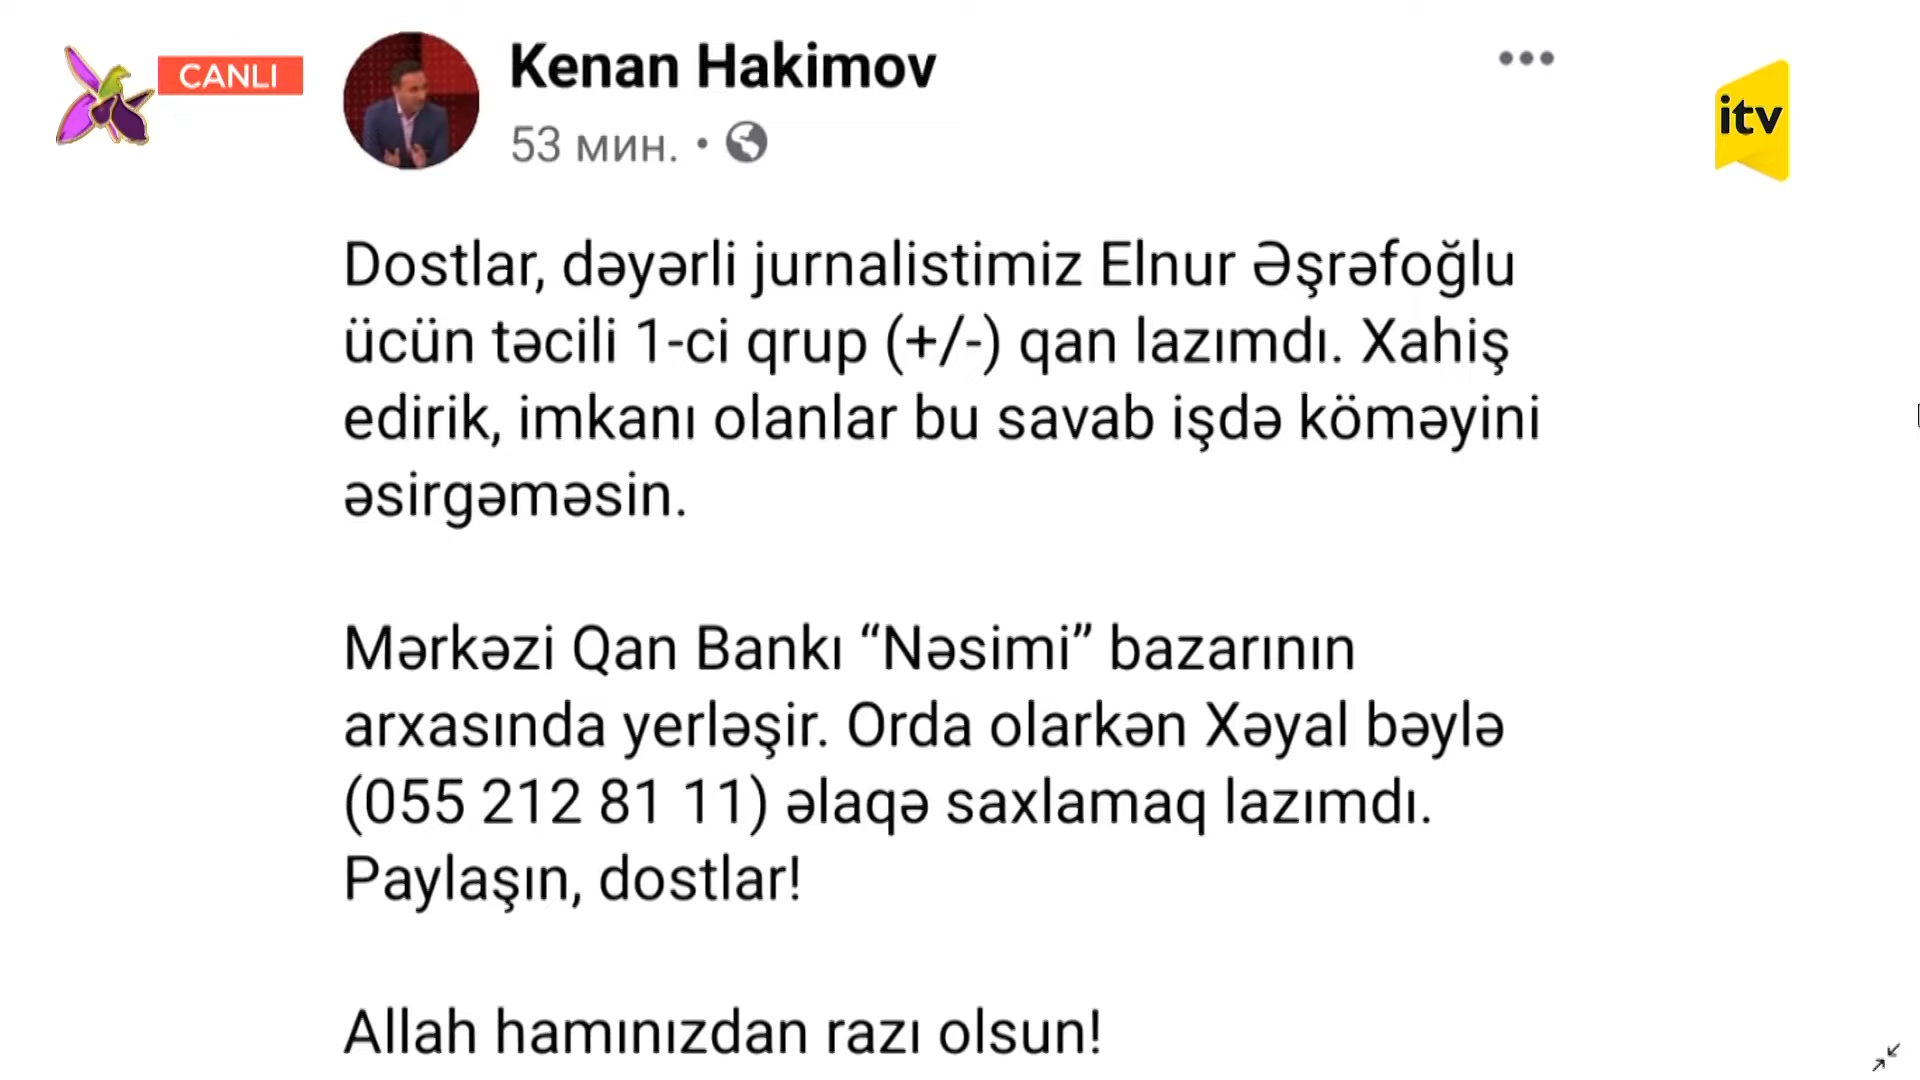 CANLI
Kenan Hakimov
53 мин.
itv
Dostlar, dəyərli jurnalistimiz Elnur Əşrəfoğlu
ücün təcili 1-ci qrup (+/-) qan lazımdı. Xahiş
edirik, imkanı olanlar bu savab işdə köməyini
əsirgəməsin.
Mərkəzi Qan Bankı “Nəsimi” bazarının
arxasında yerləşir. Orda olarkən Xəyal bəylə
(055 212 81 11) əlaqə saxlamaq lazımdı.
Paylaşın, dostlar!
Allah hamınızdan razı olsun!